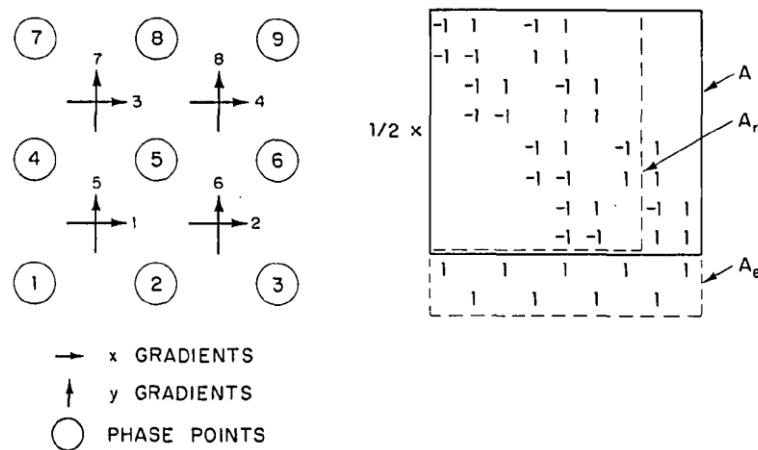 7 8 9
7 8
3 4
4 5 6
5 6
1 2
1 2 3
x GRADIENTS
y GRADIENTS
PHASE POINTS
1/2 x
-1 1 -1 1
-1 -1 1 1
-1 1 -1 1
-1 -1 1 1
-1 1 -1 1
-1 -1 1 1
-1 1 -1 1
-1 -1 1 1
1 1 1 1 1
1 1 1 1
A
Ar
Ae